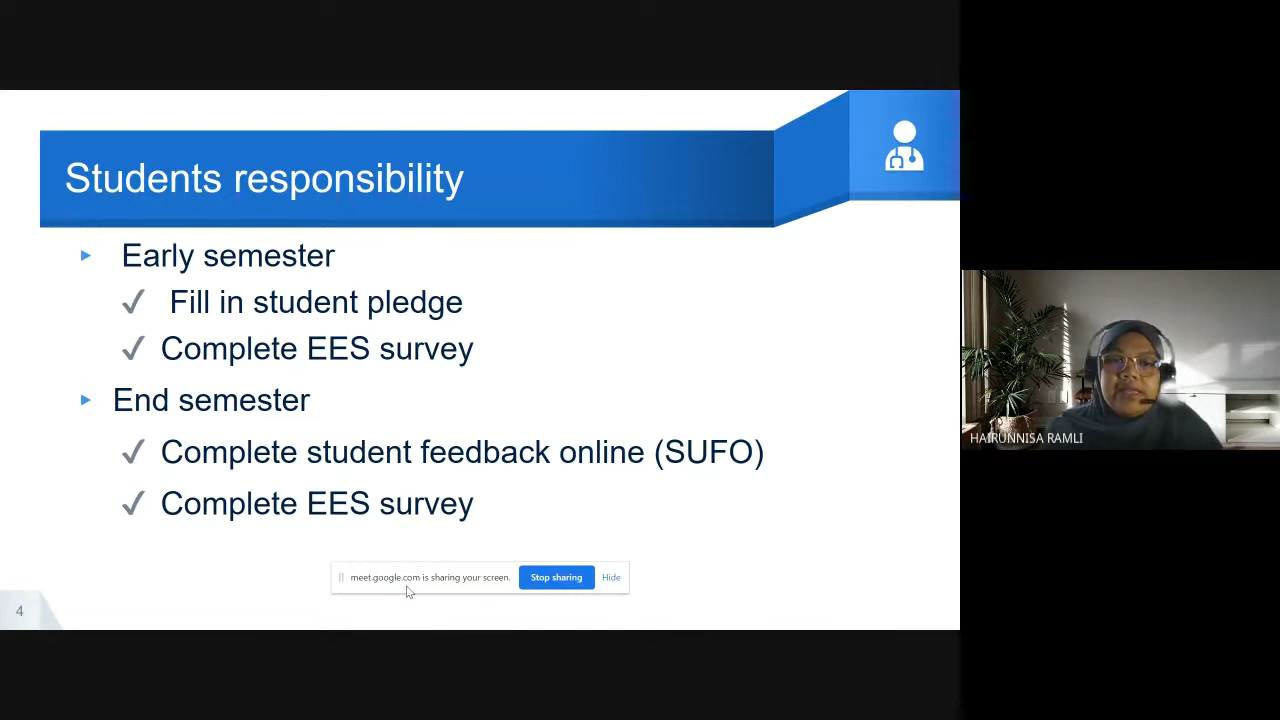 Students responsibility
Early semester
Fill in student pledge
Complete EES survey
End semester
Complete student feedback online (SUFO)
Complete EES survey
meet.google.com is sharing your screen. Stop sharing Hide
4
HAIRUNNISA RAMLI